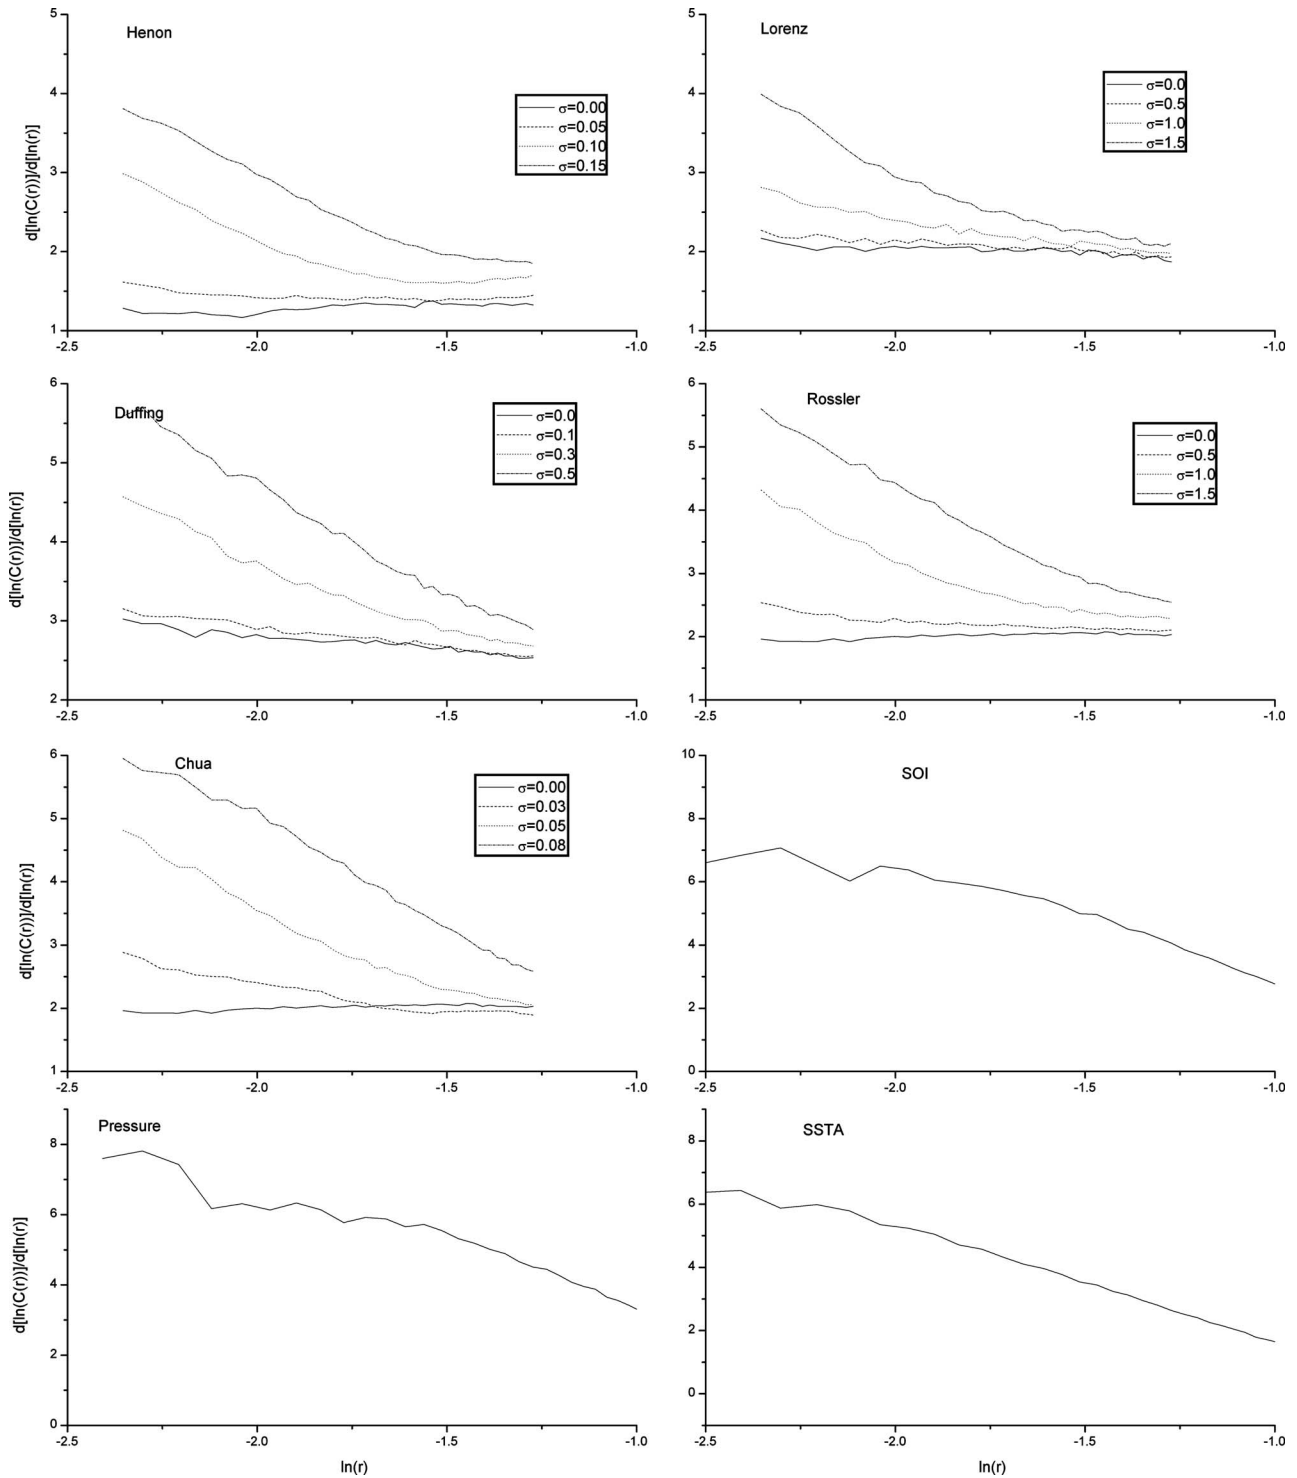 Henon
5
4
3
2
1
d[ln(C(r))]/d[ln(r)]
σ=0.00
σ=0.05
σ=0.10
σ=0.15
-2.5 -2.0 -1.5 -1.0
Lorenz
5
4
3
2
1
σ=0.0
σ=0.5
σ=1.0
σ=1.5
-2.5 -2.0 -1.5 -1.0
Duffing
6
5
4
3
2
d[ln(C(r))]/d[ln(r)]
σ=0.0
σ=0.1
σ=0.3
σ=0.5
-2.5 -2.0 -1.5 -1.0
Rossler
6
5
4
3
2
1
σ=0.0
σ=0.5
σ=1.0
σ=1.5
-2.5 -2.0 -1.5 -1.0
Chua
6
5
4
3
2
1
d[ln(C(r))]/d[ln(r)]
σ=0.00
σ=0.03
σ=0.05
σ=0.08
-2.5 -2.0 -1.5 -1.0
SOI
10
8
6
4
2
0
-2.5 -2.0 -1.5 -1.0
Pressure
8
6
4
2
0
d[ln(C(r))]/d[ln(r)]
-2.5 -2.0 -1.5 -1.0
ln(r)
SSTA
8
6
4
2
0
-2.5 -2.0 -1.5 -1.0
ln(r)